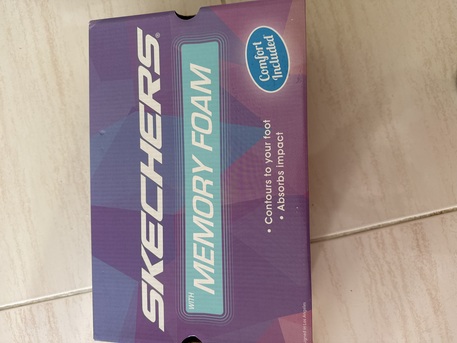 SKECHERS®
WITH MEMORY FOAM
Comfort
Included
• Contours to your foot
• Absorbs impact